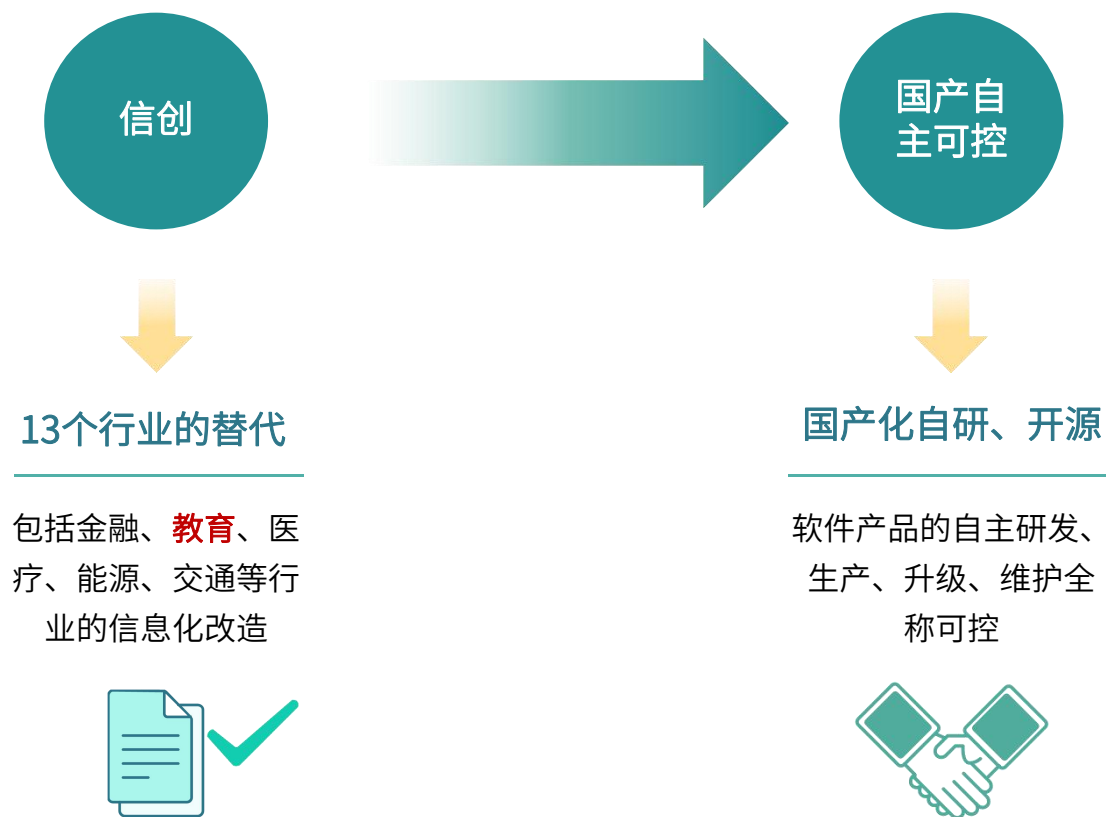 信创
国产自
主可控
13个行业的替代
包括金融、教育、医
疗、能源、交通等行
业的信息化改造
国产化自研、开源
软件产品的自主研发、
生产、升级、维护全
称可控